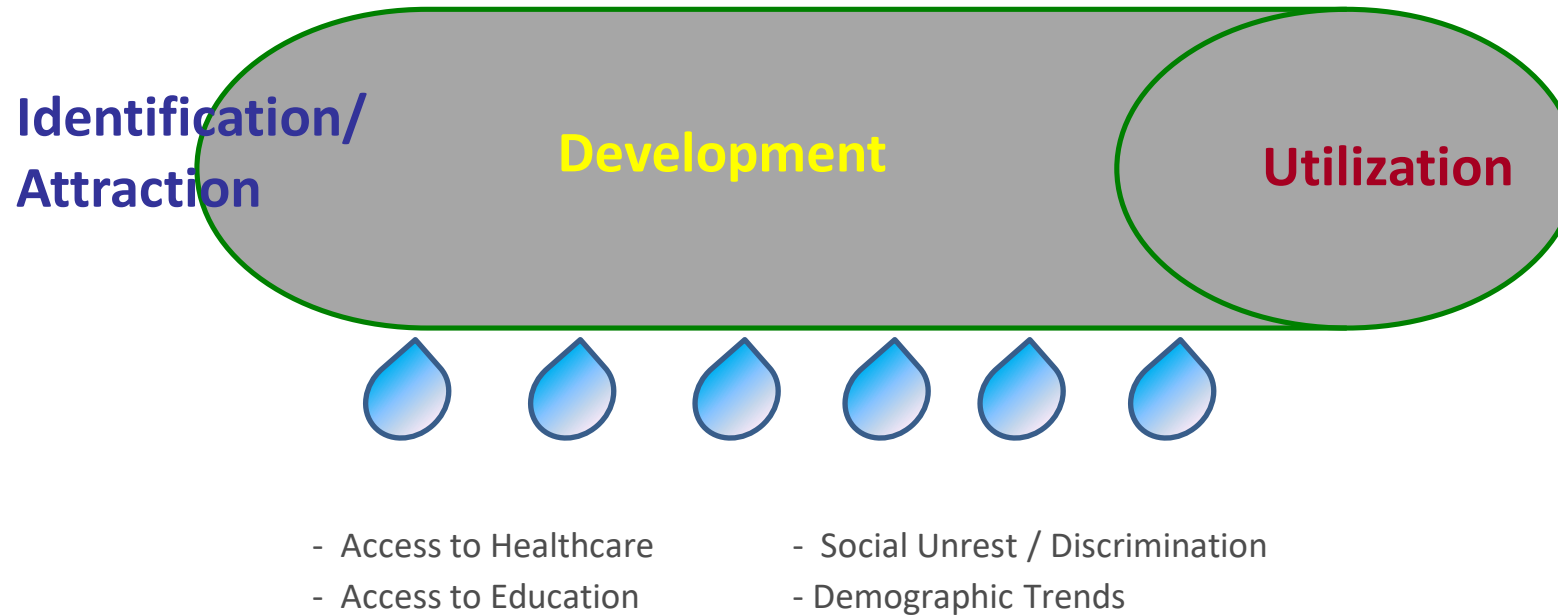 Identification/
Attraction
Development
Utilization
- Access to Healthcare
- Access to Education
- Social Unrest / Discrimination
- Demographic Trends